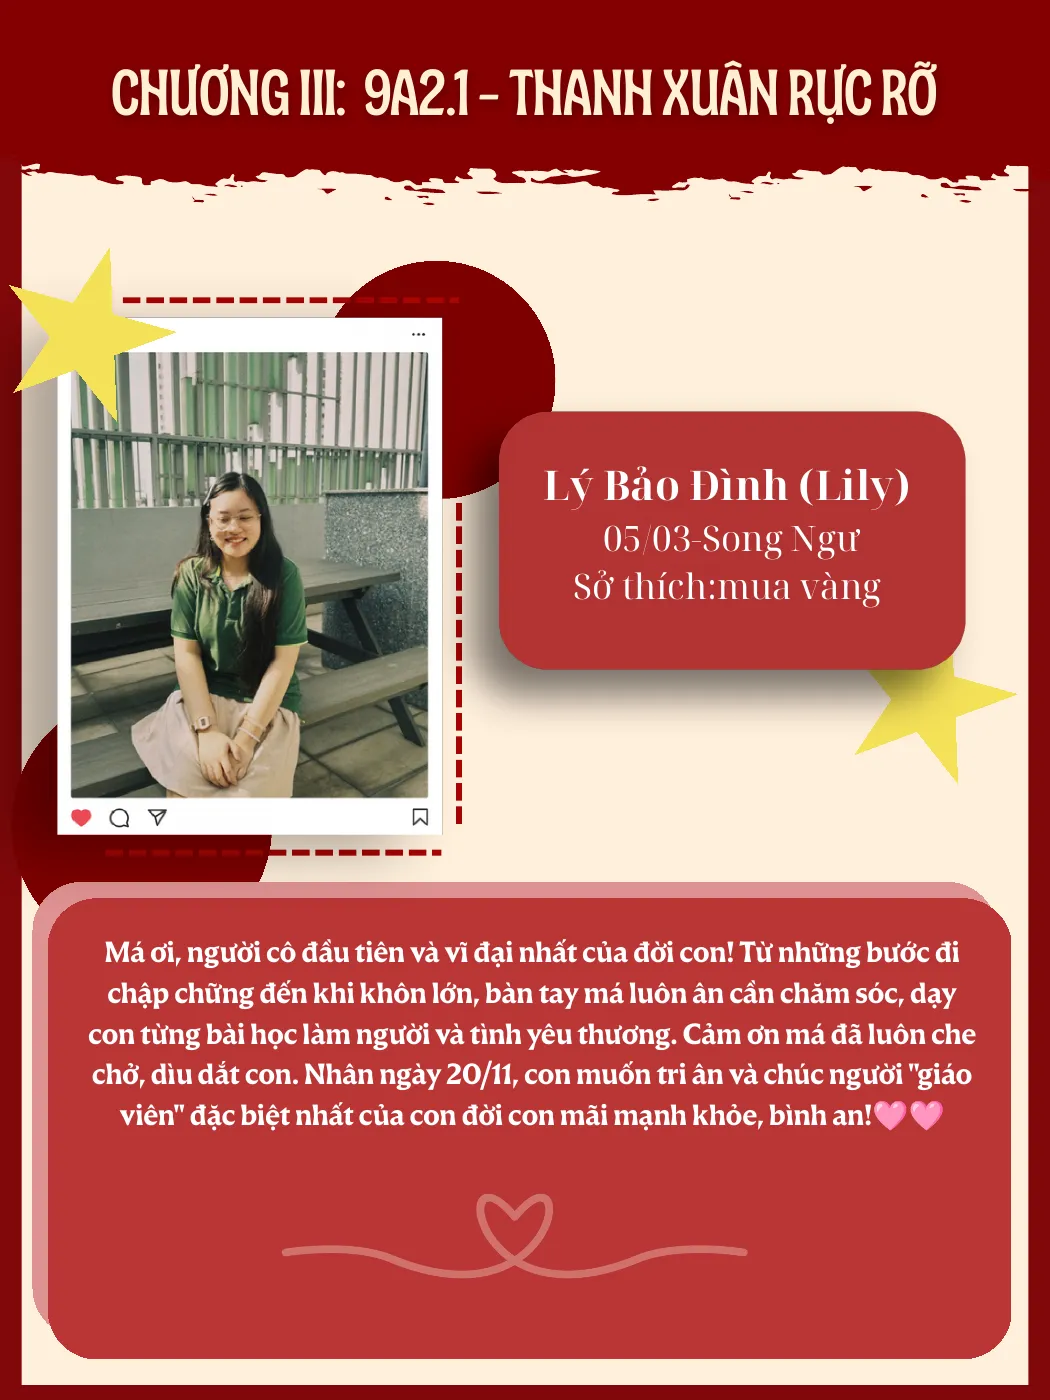 CHƯƠNG III: 9A2.1 – THANH XUÂN RỰC RỠ
Lý Bảo Đình (Lily)
05/03-Song Ngư
Sở thích:mua vàng
Má ơi, người cô đầu tiên và vĩ đại nhất của đời con! Từ những bước đi
chập chững đến khi khôn lớn, bàn tay má luôn ân cần chăm sóc, dạy
con từng bài học làm người và tình yêu thương. Cảm ơn má đã luôn che
chở, dìu dắt con. Nhân ngày 20/11, con muốn tri ân và chúc người "giáo
viên" đặc biệt nhất của con đời con mãi mạnh khỏe, bình an!🩷🩷